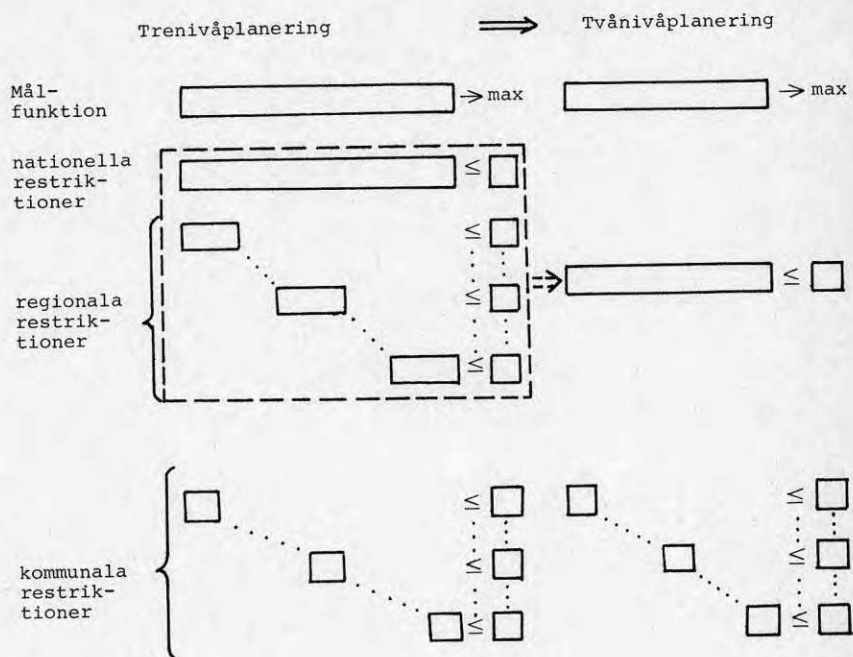 Trenivåplanering ⟹ Tvånivåplanering
Mål-
funktion
→ max
→ max
nationella
restrik-
tioner
≤
regionala
restrik-
tioner
≤
≤
≤
≤
kommunala
restrik-
tioner
≤
≤
≤
≤
≤
≤